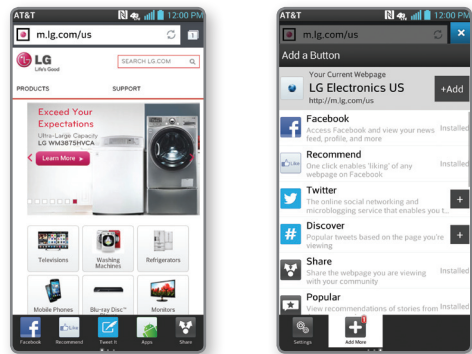 AT&T
12:00 PM
m.lg.com/us
1
LG
Life's Good
SEARCH LG.COM
PRODUCTS
SUPPORT
Exceed Your
Expectations
Ultra-Large Capacity
LG WM3875HVCA
Learn More
Televisions
Washing
Machines
Refrigerators
Mobile Phones
Blu-ray Disc™
Monitors
Facebook
Recommend
Tweet It
Apps
Share
AT&T
12:00 PM
m.lg.com/us
Add a Button
Your Current Webpage
LG Electronics US
http://m.lg.com/us
+Add
Facebook
Access Facebook and view your news
feed, profile, and more
Installed
Recommend
One click enables 'liking' of any
webpage on Facebook
Installed
Twitter
The online social networking and
microblogging service that enables you t...
+
Discover
Popular tweets based on the page you're
viewing
+
Share
Share the webpage you are viewing
with your community
Installed
Popular
View recommendations of stories from
Installed
Settings
Add More